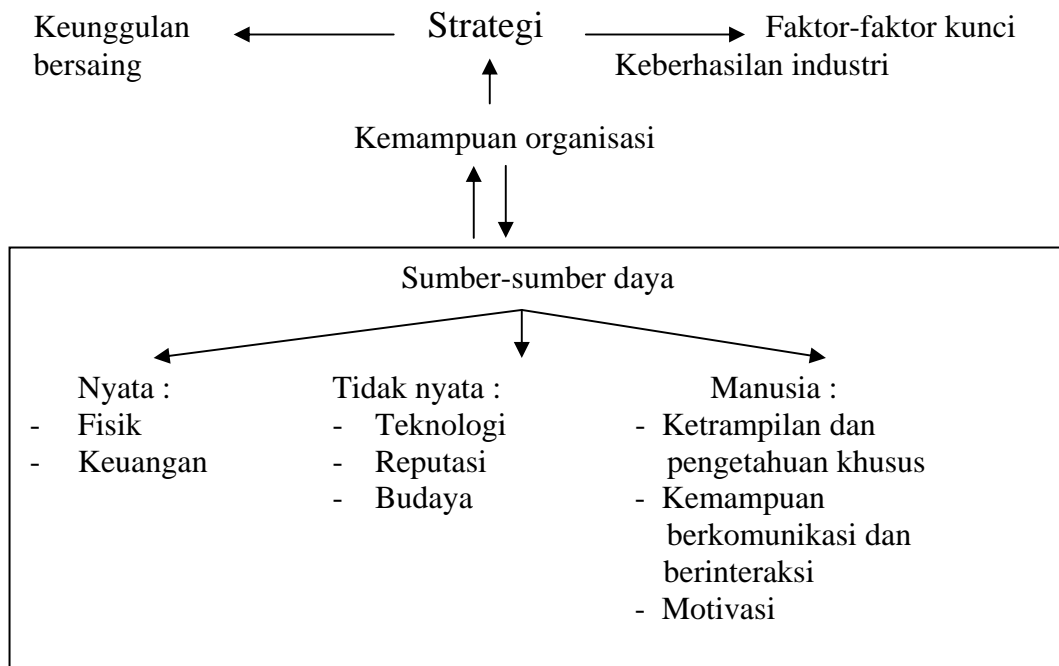 Keunggulan
bersaing
Strategi
Faktor-faktor kunci
Keberhasilan industri
Kemampuan organisasi
Sumber-sumber daya
Nyata :
- Fisik
- Keuangan
Tidak nyata :
- Teknologi
- Reputasi
- Budaya
Manusia :
- Ketrampilan dan
pengetahuan khusus
- Kemampuan
berkomunikasi dan
berinteraksi
- Motivasi